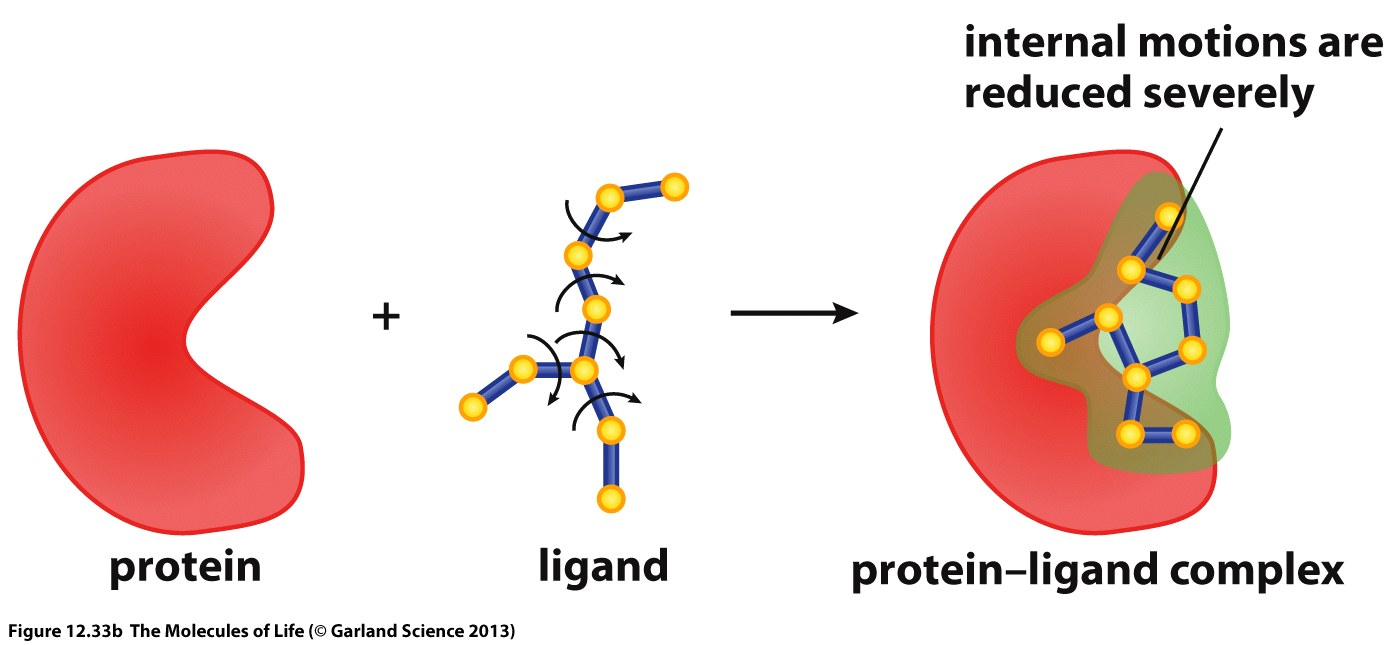 internal motions are
reduced severely
+
protein
ligand
protein–ligand complex
Figure 12.33b The Molecules of Life (© Garland Science 2013)